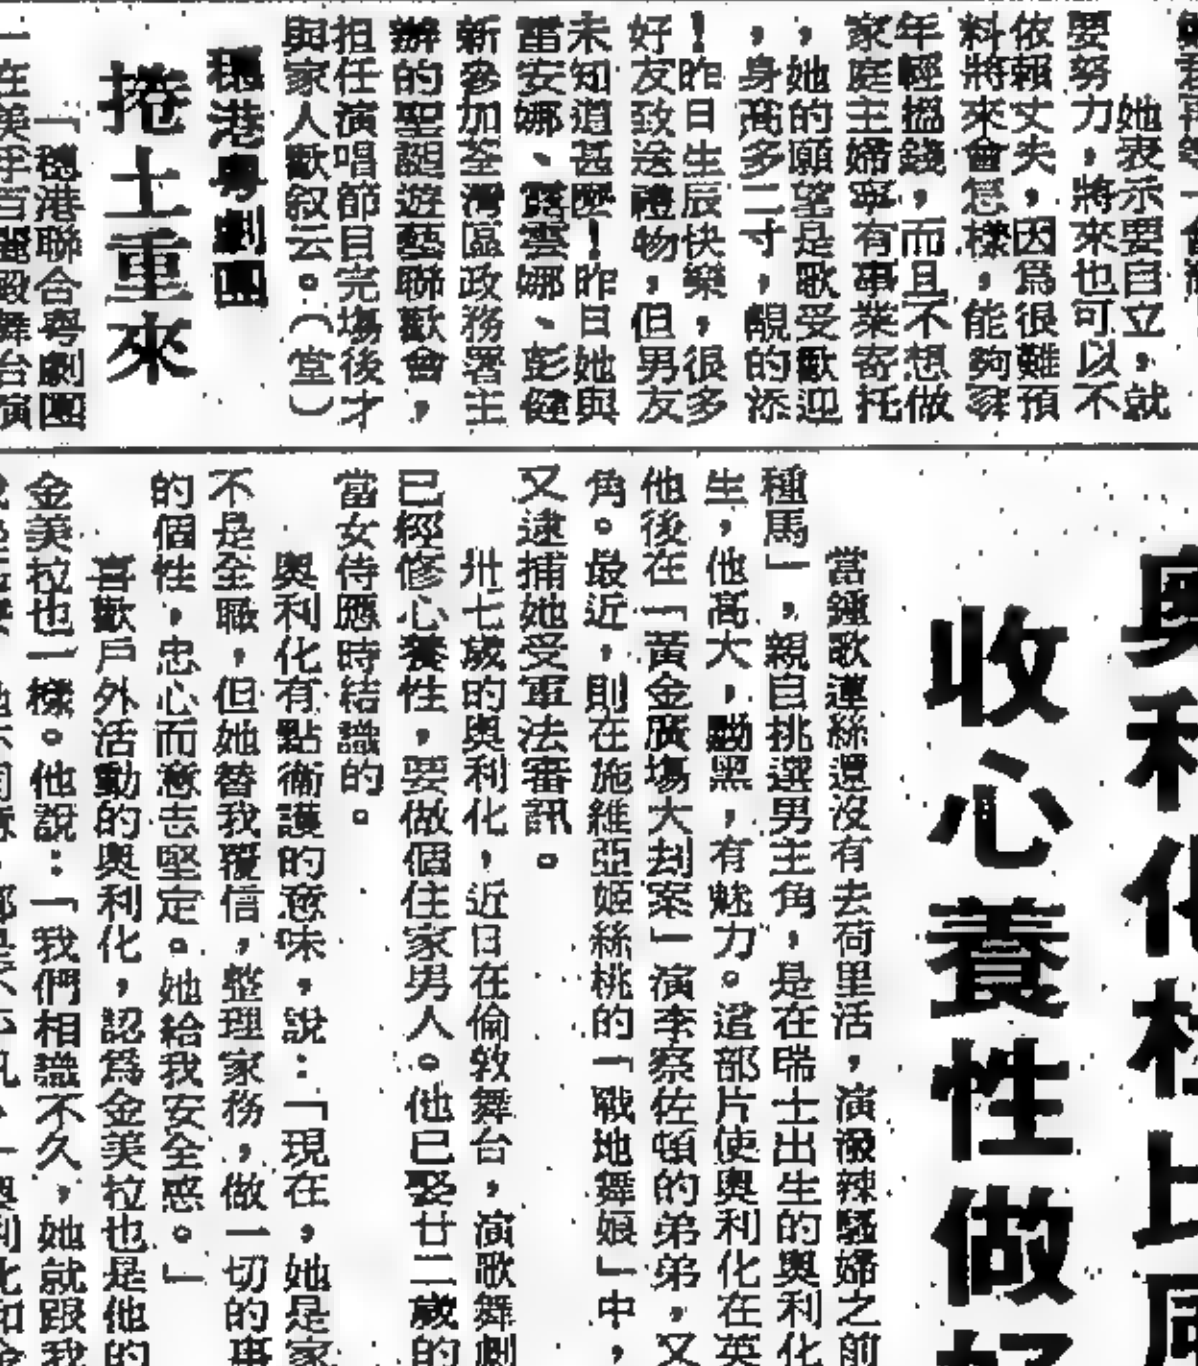 她表示要自立，就
要努力，將來也可以不
依賴丈夫，因爲很難預
料將來會怎樣，能夠
年輕搵錢，而且不想做
家庭主婦寧有事業寄托
，她的願望是歌受歡迎
，身高多二寸，靚的添
！昨日生辰快樂，很多
好友致送禮物，但男友
未知道甚麼！昨日她與
雷安娜、露雲娜、彭健
新參加荃灣區政務署主
辦的聖誕遊藝聯歡會，
担任演唱節目完塲後才
與家人歡叙云。（堂）
穗港粤劇團
捲土重來
「穗港聯合粤劇團
奧利化杜比
收心養性做
當鍾歌連絲還沒有去荷里活，演潑辣騷婦之前
種馬」，親自挑選男主角，是在瑞士出生的奧利化
生，他高大，黝黑，有魅力。這部片使奧利化在英
他後在「黃金廣塲大刦案」演李察佐頓的弟弟，又
角。最近，則在施維亞姬絲桃的「戰地舞娘」中，
又逮捕她受軍法審訊。
卅七歲的奧利化，近日在倫敦舞台，演歌舞劇
已經修心養性，要做個住家男人。他已娶廿二歲的
當女侍應時結識的。
奧利化有點衞護的意味，說：「現在，她是家
不是全職，但她替我覆信，整理家務，做一切的事
的個性，忠心而意志堅定。她給我安全感。」
喜歡戶外活動的奧利化，認爲金美拉也是他的
金美拉也一樣。他說：「我們相識不久，她就跟我